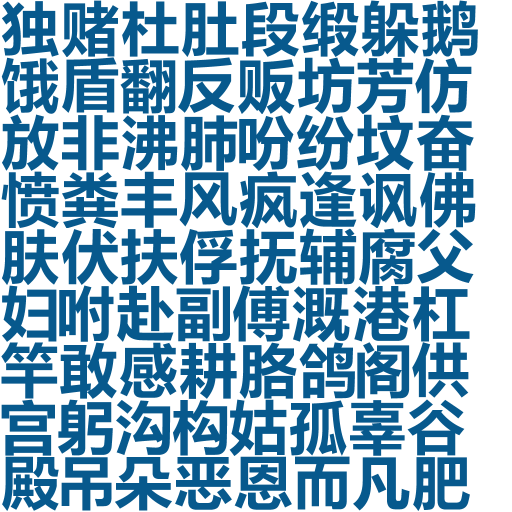 独赌杜肚段缎躲鹅
饿盾翻反贩坊芳仿
放非沸肺吩纷坟奋
愤粪丰风疯逢讽佛
肤伏扶俘抚辅腐父
妇咐赴副傅溉港杠
竿敢感耕胳鸽阁供
宫躬沟构姑孤辜谷
殿吊朵恶恩而凡肥